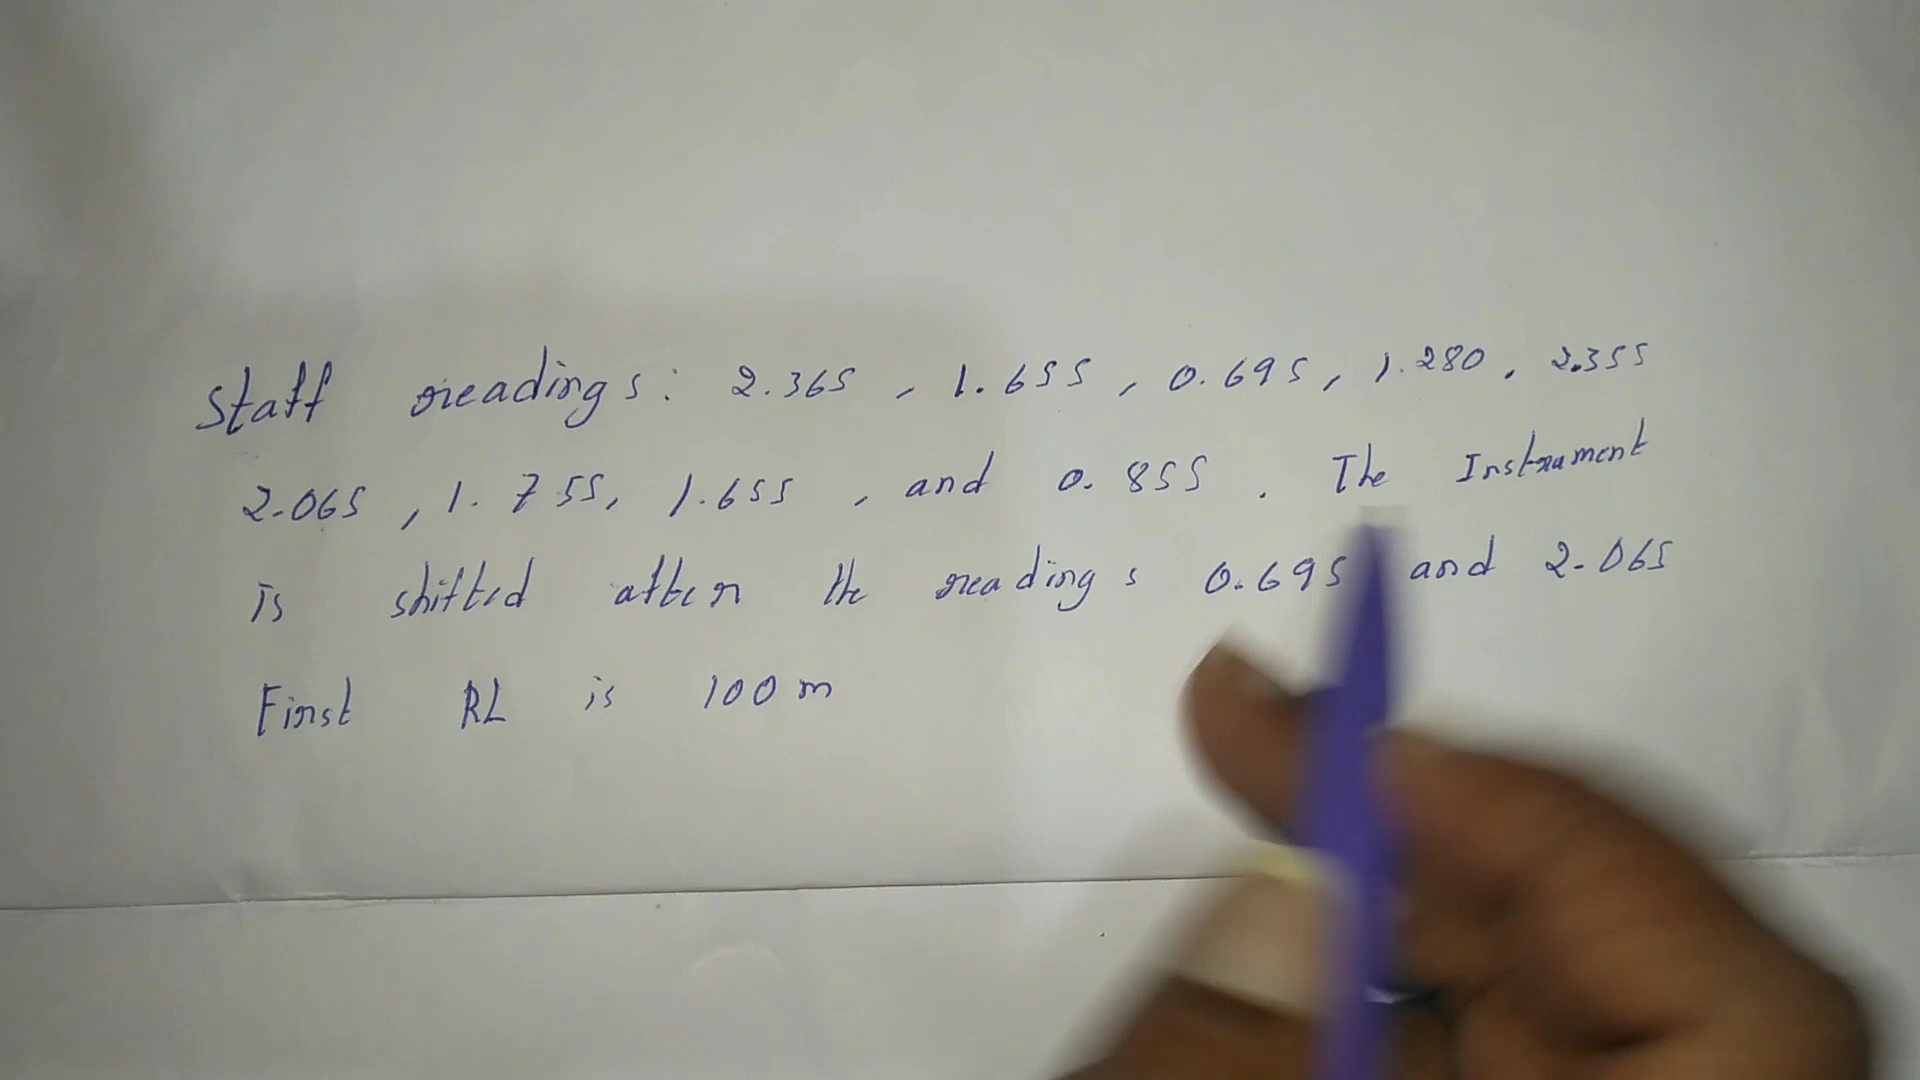 Staff readings: 2.365, 1.655, 0.695, 1.280, 2.355
2.065, 1.755, 1.655, and 0.855. The Instrument
is shifted after the readings 0.695 and 2.065
First RL is 100m